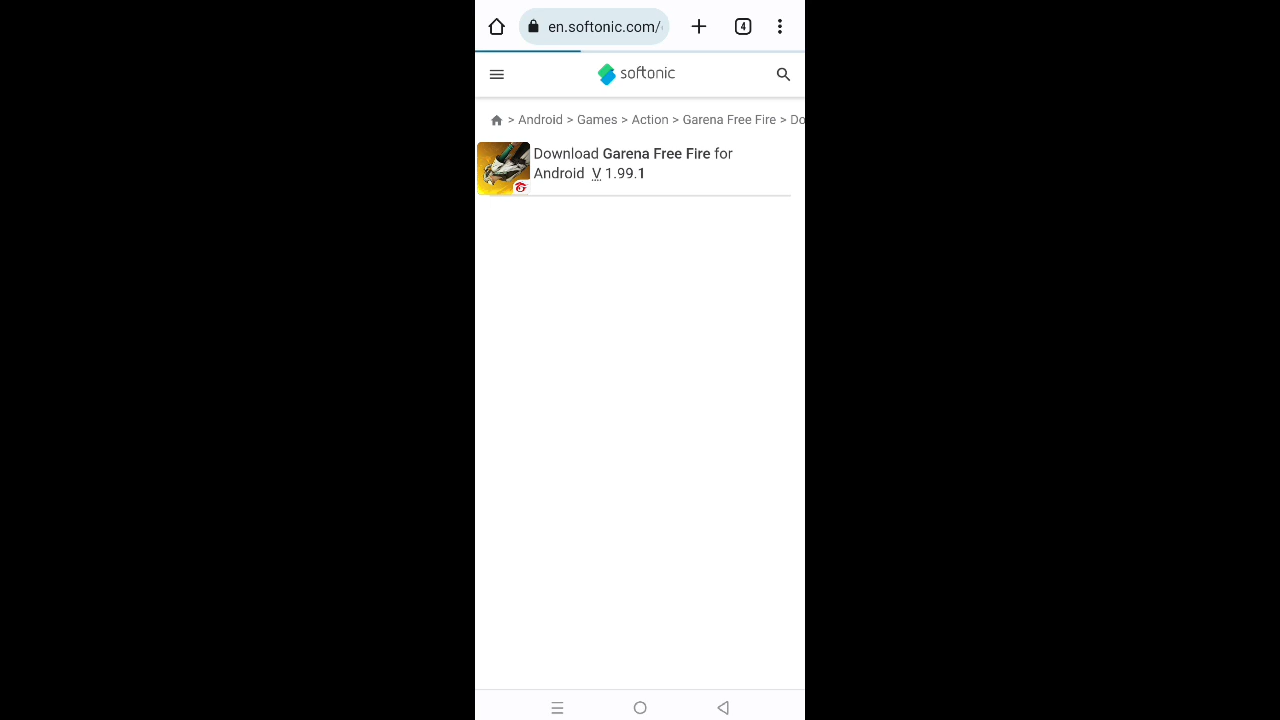 en.softonic.com/
4
softonic
> Android > Games > Action > Garena Free Fire > Do
Download Garena Free Fire for
Android V 1.99.1